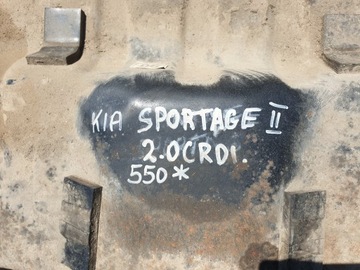 KIA SPORTAGE II
2.0CRDI.
550*